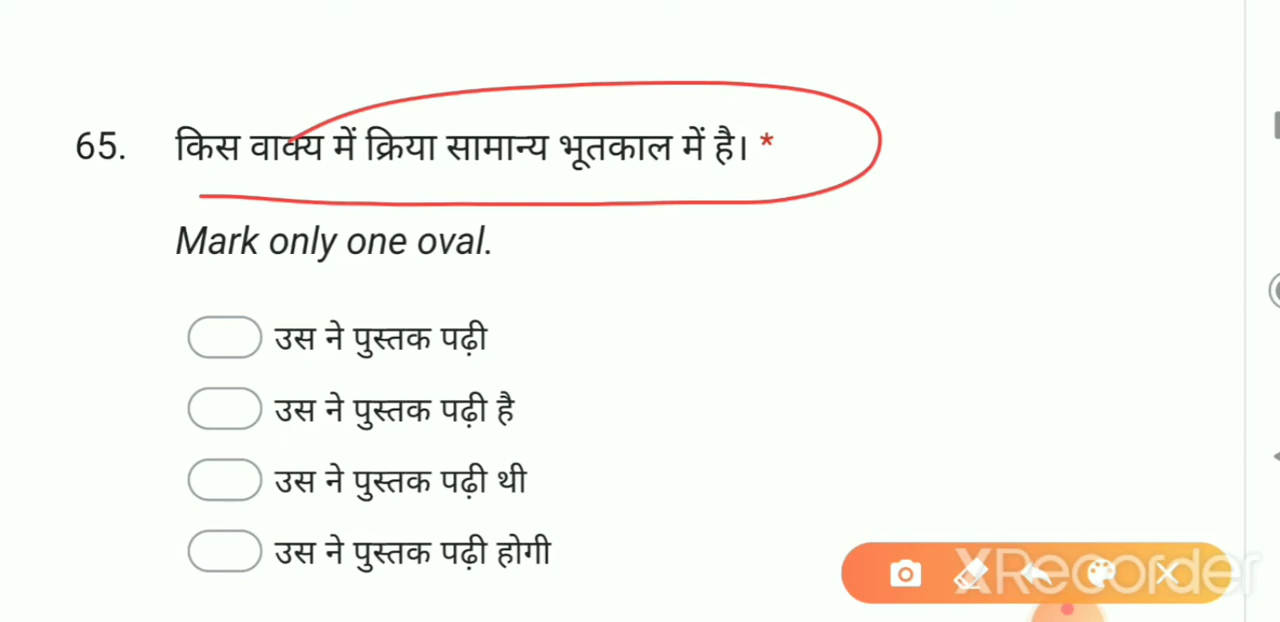 65. किस वाक्य में क्रिया सामान्य भूतकाल में है। *
Mark only one oval.
उस ने पुस्तक पढ़ी
उस ने पुस्तक पढ़ी है
उस ने पुस्तक पढ़ी थी
उस ने पुस्तक पढ़ी होगी
XRecorder